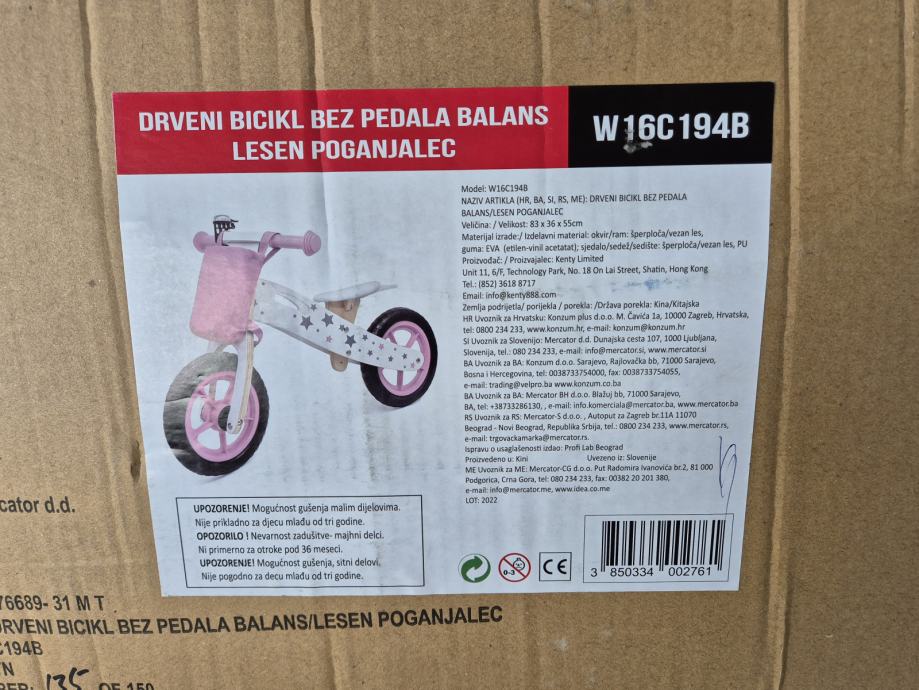 DRVENI BICIKL BEZ PEDALA BALANS
LESEN POGANJALEC
W16C194B
Model: W16C194B
NAZIV ARTIKLA (HR, BA, SI, RS, ME): DRVENI BICIKL BEZ PEDALA
BALANS/LESEN POGANJALEC
Veličina: / Velikost: 83 x 36 x 55cm
Materijal izrade:/ Izdelavni material: okvir/ram: šperploča/vezan les,
guma: EVA (etilen-vinil acetatat); sjedalo/sedež/sedište: šperploča/vezan les, PU
Proizvođač: / Proizvajalec: Kenty Limited
Unit 11, 6/F, Technology Park, No. 18 On Lai Street, Shatin, Hong Kong
Tel.: (852) 3618 8717
Email: info@kenty888.com
Zemlja podrijetla/ porijekla / porekla: /Država porekla: Kina/Kitajska
HR Uvoznik za Hrvatsku: Konzum plus d.o.o. M. Čavića 1a, 10000 Zagreb, Hrvatska,
tel: 0800 234 233, www.konzum.hr, e-mail: konzum@konzum.hr
SI Uvoznik za Slovenijo: Mercator d.d. Dunajska cesta 107, 1000 Ljubljana,
Slovenija, tel.: 080 234 233, e-mail: info@mercator.si, www.mercator.si
BA Uvoznik za BA: Konzum d.o.o. Sarajevo, Rajlovačka bb, 71000 Sarajevo,
Bosna i Hercegovina, tel: 0038733754000, fax: 0038733754055,
e-mail: trading@velpro.ba www.konzum.co.ba
BA Uvoznik za BA: Mercator BH d.o.o. Blažuj bb, 71000 Sarajevo,
BA, tel: +38733286130, , e-mail: info.komerciala@mercator.ba, www.mercator.ba
RS Uvoznik za RS: Mercator-S d.o.o. , Autoput za Zagreb br.11A 11070
Beograd - Novi Beograd, Republika Srbija, tel.: 0800 234 233, www.mercator.rs,
e-mail: trgovackamarka@mercator.rs.
Ispravu o usaglašenosti izdao: Profi Lab Beograd
Proizvedeno u: Kini Uvezeno iz: Slovenije
ME Uvoznik za ME: Mercator-CG d.o.o. Put Radomira Ivanovića br.2, 81 000
Podgorica, Crna Gora, tel: 080 234 233, fax: 00382 20 201 380,
e-mail: info@mercator.me, www.idea.co.me
LOT: 2022
UPOZORENJE! Mogućnost gušenja malim dijelovima.
Nije prikladno za djecu mlađu od tri godine.
OPOZORILO ! Nevarnost zadušitve- majhni delci.
Ni primerno za otroke pod 36 meseci.
UPOZORENJE! Mogućnost gušenja, sitni delovi.
Nije pogodno za decu mlađu od tri godine.
0-3
CE
3 850334 002761
cator d.d.
76689- 31 M T
RVENI BICIKL BEZ PEDALA BALANS/LESEN POGANJALEC
C194B
135 OF 150